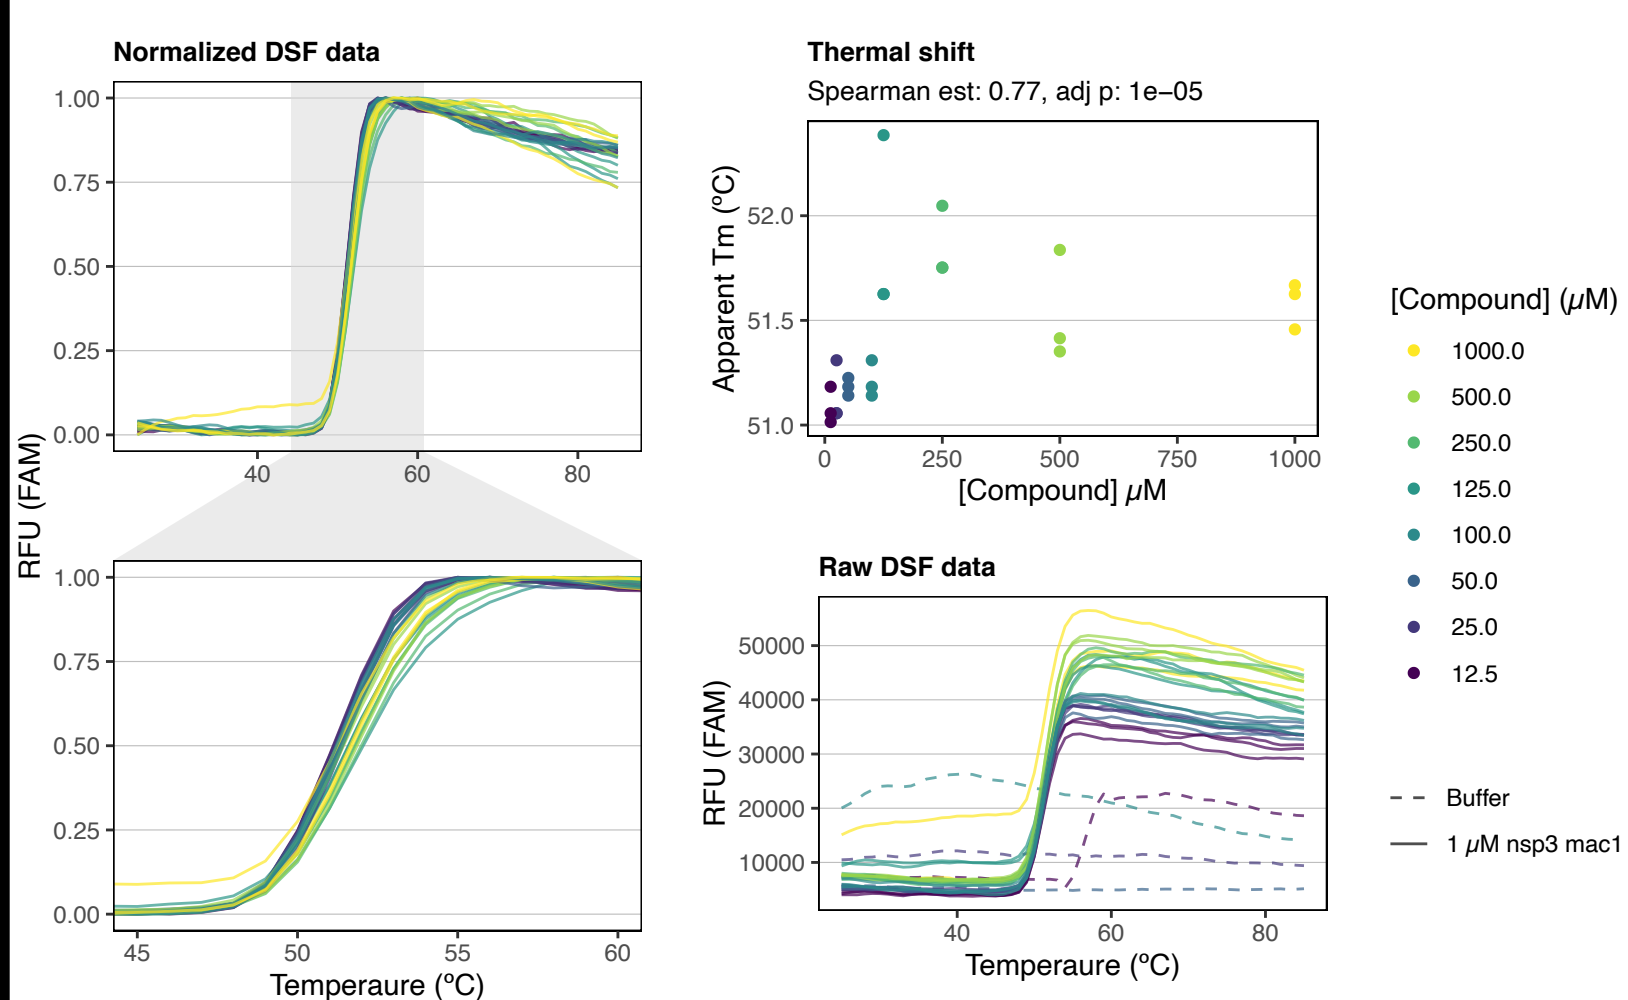 Normalized DSF data
1.00
0.75
0.50
0.25
0.00
40 60 80
RFU (FAM)
1.00
0.75
0.50
0.25
0.00
45 50 55 60
Temperaure (ºC)
Thermal shift
Spearman est: 0.77, adj p: 1e−05
Apparent Tm (ºC)
52.0
51.5
51.0
0 250 500 750 1000
[Compound] µM
Raw DSF data
RFU (FAM)
50000
40000
30000
20000
10000
40 60 80
Temperaure (ºC)
[Compound] (µM)
1000.0
500.0
250.0
125.0
100.0
50.0
25.0
12.5
Buffer
1 µM nsp3 mac1